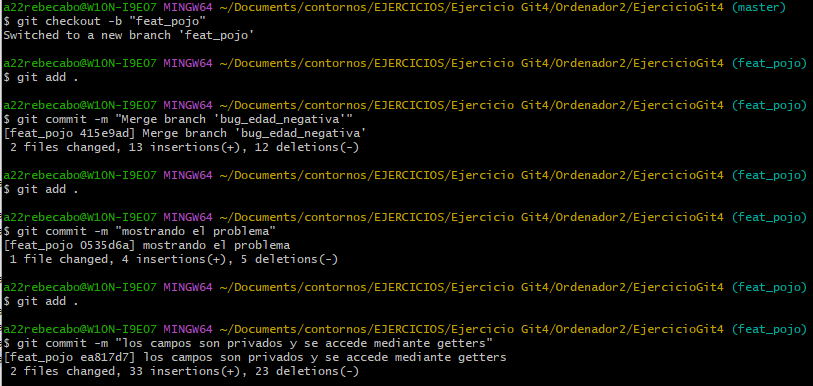 a22rebecabo@W10N-I9E07 MINGW64 ~/Documents/contornos/EJERCICIOS/Ejercicio Git4/Ordenador2/EjercicioGit4 (master)
$ git checkout -b "feat_pojo"
Switched to a new branch 'feat_pojo'
a22rebecabo@W10N-I9E07 MINGW64 ~/Documents/contornos/EJERCICIOS/Ejercicio Git4/Ordenador2/EjercicioGit4 (feat_pojo)
$ git add .
a22rebecabo@W10N-I9E07 MINGW64 ~/Documents/contornos/EJERCICIOS/Ejercicio Git4/Ordenador2/EjercicioGit4 (feat_pojo)
$ git commit -m "Merge branch 'bug_edad_negativa'"
[feat_pojo 415e9ad] Merge branch 'bug_edad_negativa'
 2 files changed, 13 insertions(+), 12 deletions(-)
a22rebecabo@W10N-I9E07 MINGW64 ~/Documents/contornos/EJERCICIOS/Ejercicio Git4/Ordenador2/EjercicioGit4 (feat_pojo)
$ git add .
a22rebecabo@W10N-I9E07 MINGW64 ~/Documents/contornos/EJERCICIOS/Ejercicio Git4/Ordenador2/EjercicioGit4 (feat_pojo)
$ git commit -m "mostrando el problema"
[feat_pojo 0535d6a] mostrando el problema
 1 file changed, 4 insertions(+), 5 deletions(-)
a22rebecabo@W10N-I9E07 MINGW64 ~/Documents/contornos/EJERCICIOS/Ejercicio Git4/Ordenador2/EjercicioGit4 (feat_pojo)
$ git add .
a22rebecabo@W10N-I9E07 MINGW64 ~/Documents/contornos/EJERCICIOS/Ejercicio Git4/Ordenador2/EjercicioGit4 (feat_pojo)
$ git commit -m "los campos son privados y se accede mediante getters"
[feat_pojo ea817d7] los campos son privados y se accede mediante getters
 2 files changed, 33 insertions(+), 23 deletions(-)